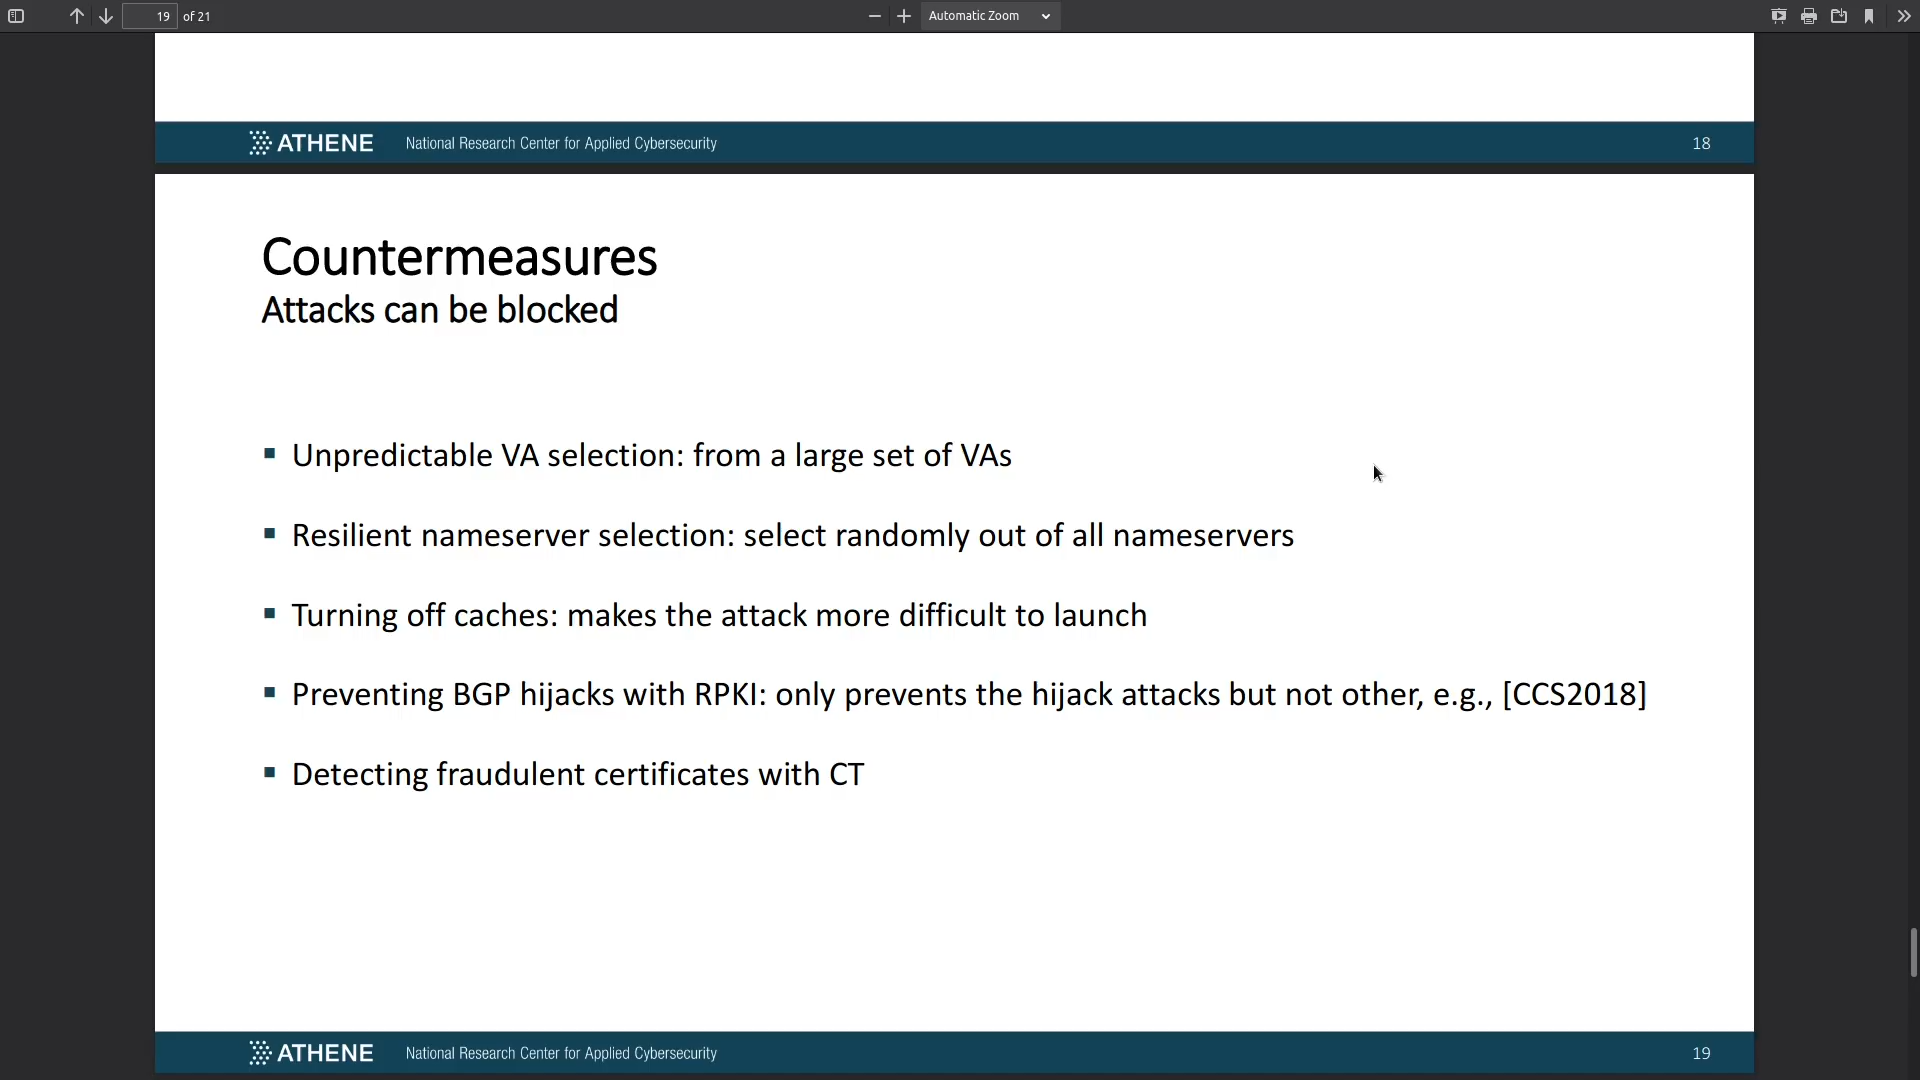 19 of 21
Automatic Zoom
ATHENE National Research Center for Applied Cybersecurity 18
Countermeasures
Attacks can be blocked
▪ Unpredictable VA selection: from a large set of VAs
▪ Resilient nameserver selection: select randomly out of all nameservers
▪ Turning off caches: makes the attack more difficult to launch
▪ Preventing BGP hijacks with RPKI: only prevents the hijack attacks but not other, e.g., [CCS2018]
▪ Detecting fraudulent certificates with CT
ATHENE National Research Center for Applied Cybersecurity 19